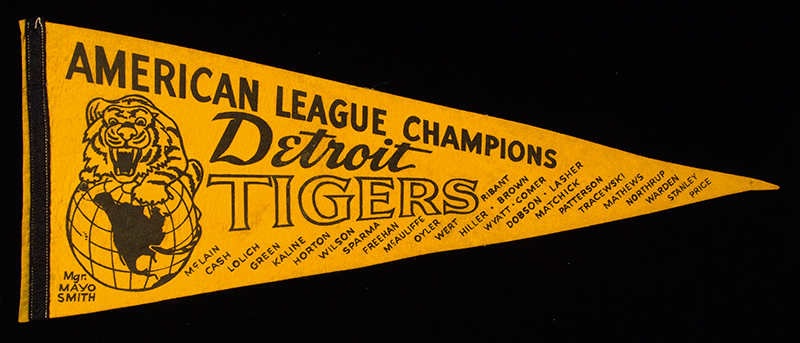 AMERICAN LEAGUE CHAMPIONS
Detroit
TIGERS
Mgr.
MAYO
SMITH
McLAIN
CASH
LOLICH
GREEN
KALINE
HORTON
WILSON
SPARMA
FREEHAN
McAULIFFE
OYLER
WERT
RIBANT
HILLER • BROWN
WYATT • COMER
DOBSON • LASHER
MATCHICK
PATTERSON
TRACEWSKI
MATHEWS
NORTHRUP
WARDEN
STANLEY
PRICE